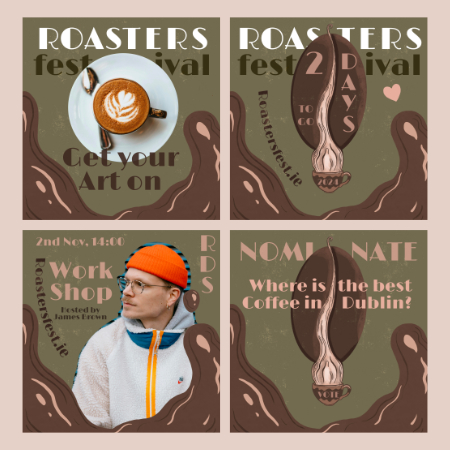 ROASTERS
festival
Get your
Art on
ROASTERS
festival
2
DAYS
TO
GO
Roastersfest.ie
2024
2nd Nov, 14:00
RDS
Work
Shop
Hosted by
James Brown
Roastersfest.ie
NOMINATE
Where is the best
Coffee in Dublin?